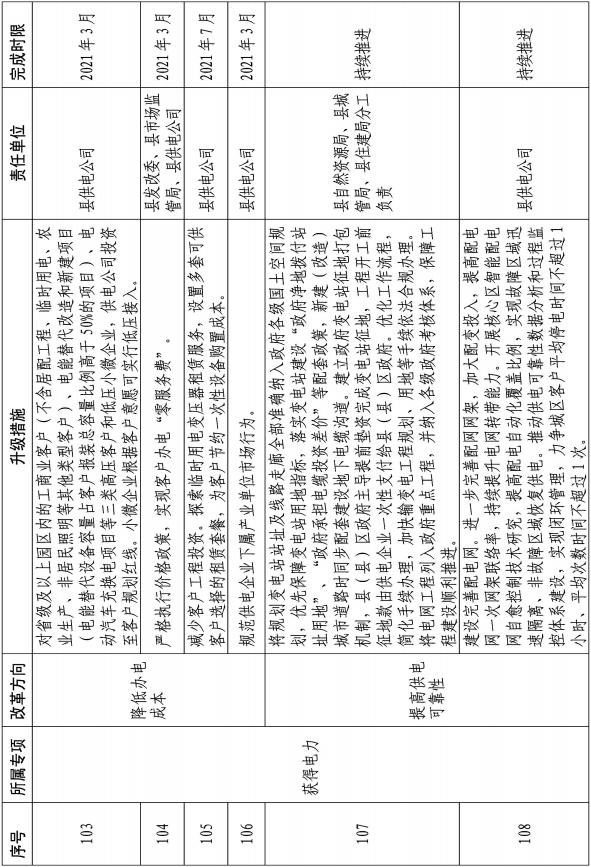 序号
所属专项
改革方向
升级措施
责任单位
完成时限
获得电力
降低办电
成本
103
对省级及以上园区内的工商业客户（不含居配工程、临时用电、农
业生产、非居民照明等其他类型客户）、电能替代改造和新建项目
（电能替代设备容量占客户报装总容量比例高于 50%的项目）、电
动汽车充换电项目等三类高压客户和低压小微企业，供电公司投资
至客户规划红线。小微企业根据客户意愿可实行低压接入。
县供电公司
2021 年 3 月
104
严格执行价格政策，实现客户办电“零服务费”。
县发改委、县市场监
管局、县供电公司
2021 年 3 月
105
减少客户工程投资。探索临时用电变压器租赁服务，设置多套可供
客户选择的租赁套餐，为客户节约一次性设备购置成本。
县供电公司
2021 年 7 月
106
规范供电企业下属产业单位市场行为。
县供电公司
2021 年 3 月
提高供电
可靠性
107
将规划变电站站址及线路走廊全部准确纳入政府各级国土空间规
划，优先保障变电站用地指标，落实变电站建设“政府净地拨付站
址用地”、“政府承担电缆投资差价”等配套政策，新建（改造）
城市道路时同步配套建设地下电缆沟道。建立政府变电站征地打包
机制，县（县）区政府主导提前垫资完成变电站征地，工程开工前
征地款由供电企业一次性支付给县（县）区政府。优化工作流程，
简化手续办理，加快输变电工程规划、用地等手续依法合规办理。
将电网工程列入政府重点工程，并纳入各级政府考核体系，保障工
程建设顺利推进。
县自然资源局、县城
管局、县住建局分工
负责
持续推进
108
建设完善配电网。进一步完善配网网架，加大配变投入，提高配电
网一次网架联络率，持续提升电网转带能力。开展核心区智能配电
网自愈控制技术研究，提高配电自动化覆盖比例，实现故障区域迅
速隔离、非故障区域恢复供电。推动供电可靠性数据分析和过程监
控体系建设，实现闭环管理，力争城区客户平均停电时间不超过 1
小时、平均次数时间不超过 1 次。
县供电公司
持续推进